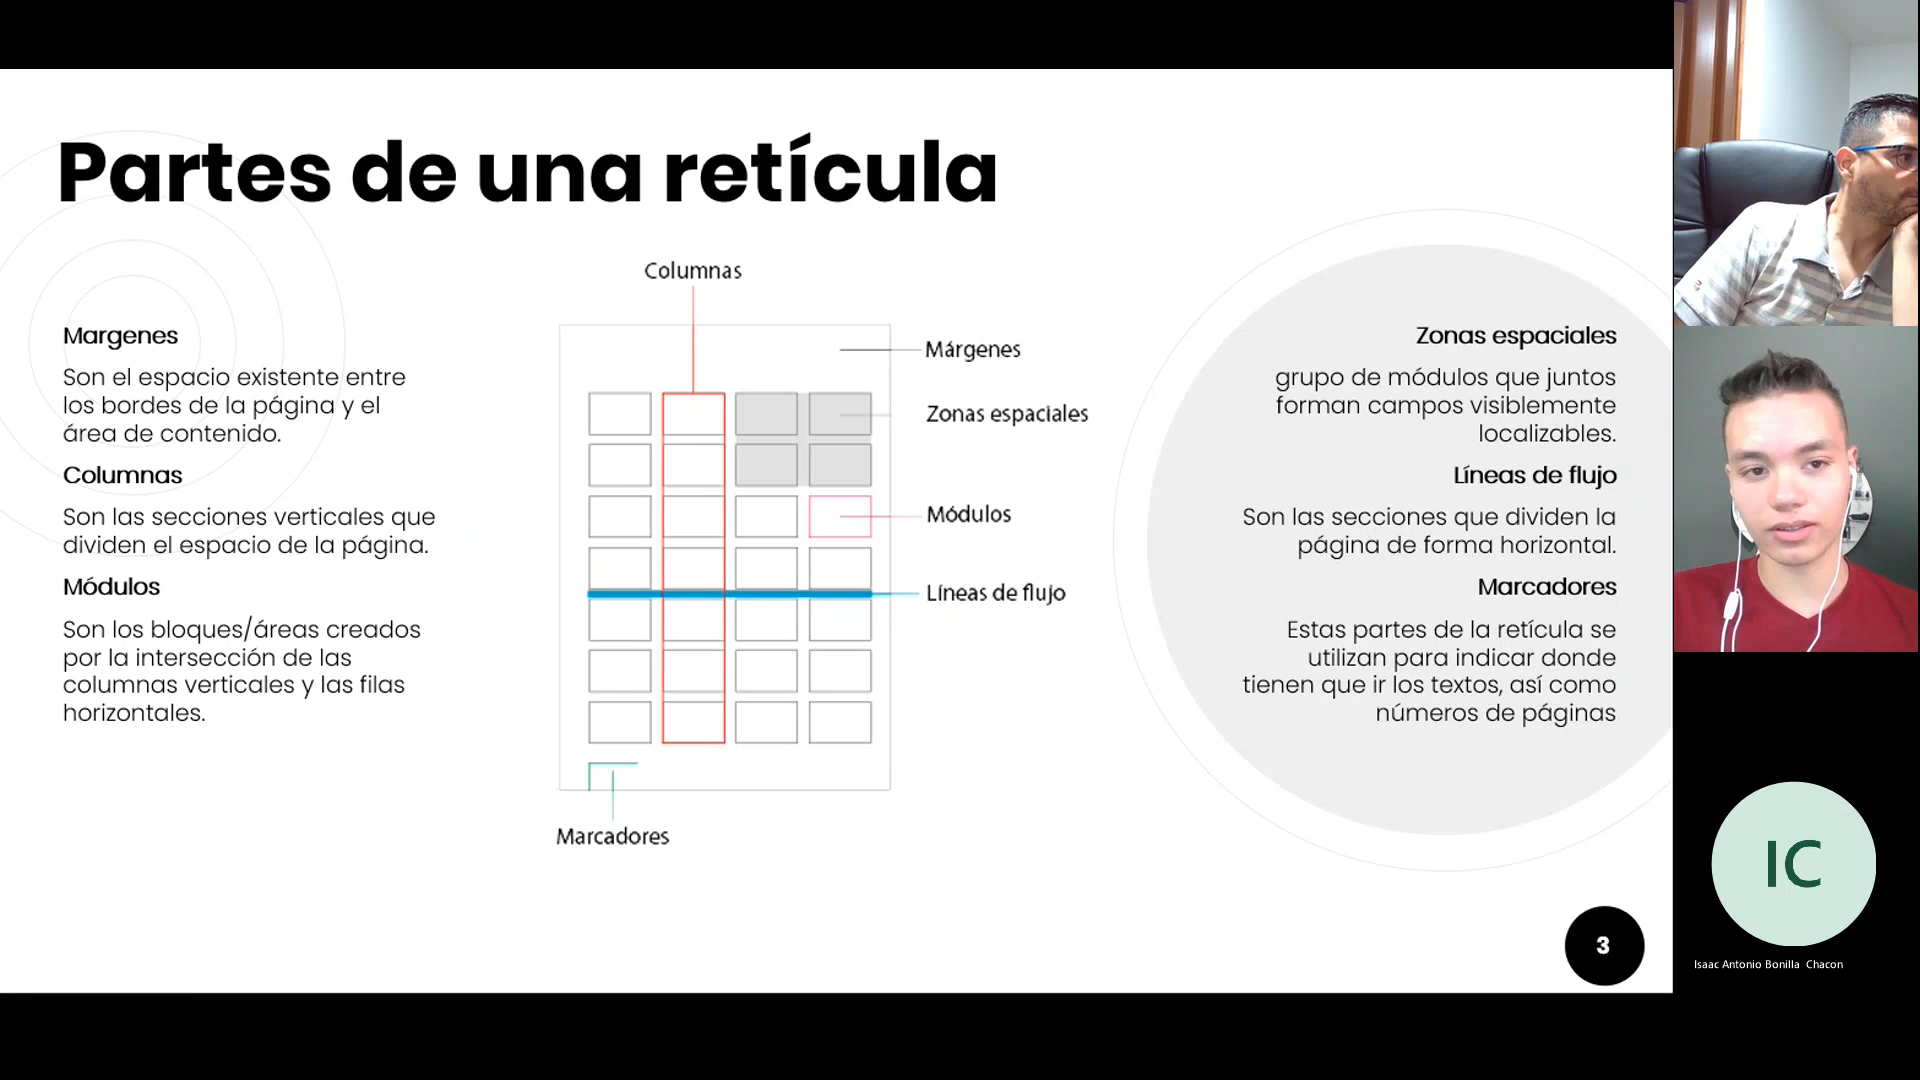 Partes de una retícula
Margenes
Son el espacio existente entre
los bordes de la página y el
área de contenido.
Columnas
Son las secciones verticales que
dividen el espacio de la página.
Módulos
Son los bloques/áreas creados
por la intersección de las
columnas verticales y las filas
horizontales.
Columnas
Márgenes
Zonas espaciales
Módulos
Líneas de flujo
Marcadores
Zonas espaciales
grupo de módulos que juntos
forman campos visiblemente
localizables.
Líneas de flujo
Son las secciones que dividen la
página de forma horizontal.
Marcadores
Estas partes de la retícula se
utilizan para indicar donde
tienen que ir los textos, así como
números de páginas
3
IC
Isaac Antonio Bonilla Chacon